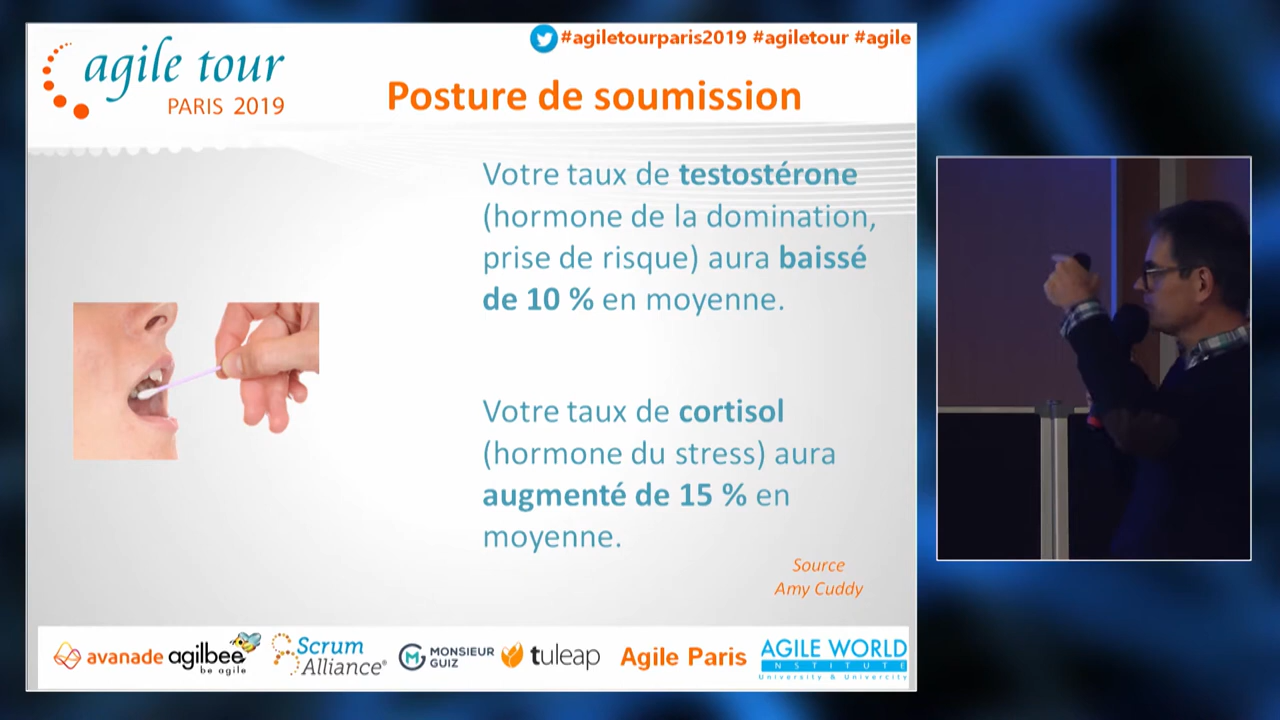 #agiletourparis2019 #agiletour #agile
agile tour
PARIS 2019
Posture de soumission
Votre taux de testostérone
(hormone de la domination,
prise de risque) aura baissé
de 10 % en moyenne.
Votre taux de cortisol
(hormone du stress) aura
augmenté de 15 % en
moyenne.
Source
Amy Cuddy
avanade
agilbee
be agile
Scrum
Alliance®
MONSIEUR
GUIZ
tuleap
Agile Paris
AGILE WORLD
INSTITUTE
University & Univercity